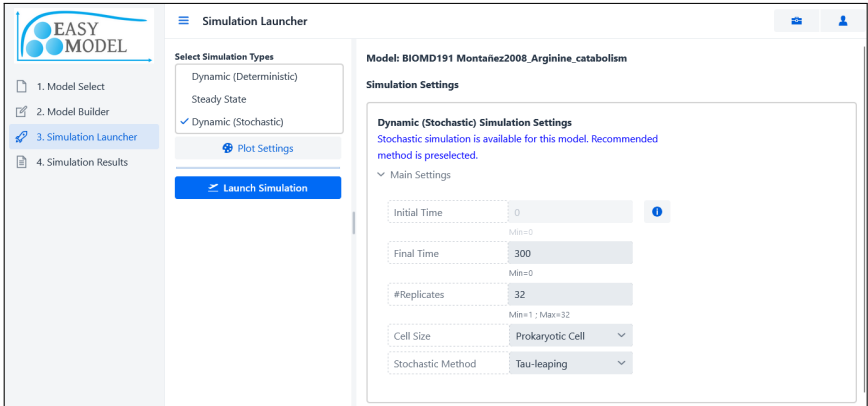 EASY
MODEL
Simulation Launcher
1. Model Select
2. Model Builder
3. Simulation Launcher
4. Simulation Results
Select Simulation Types
Dynamic (Deterministic)
Steady State
Dynamic (Stochastic)
Plot Settings
Launch Simulation
Model: BIOMD191 Montañez2008_Arginine_catabolism
Simulation Settings
Dynamic (Stochastic) Simulation Settings
Stochastic simulation is available for this model. Recommended
method is preselected.
Main Settings
Initial Time 0
Min=0
Final Time 300
Min=0
#Replicates 32
Min=1 ; Max=32
Cell Size Prokaryotic Cell
Stochastic Method Tau-leaping